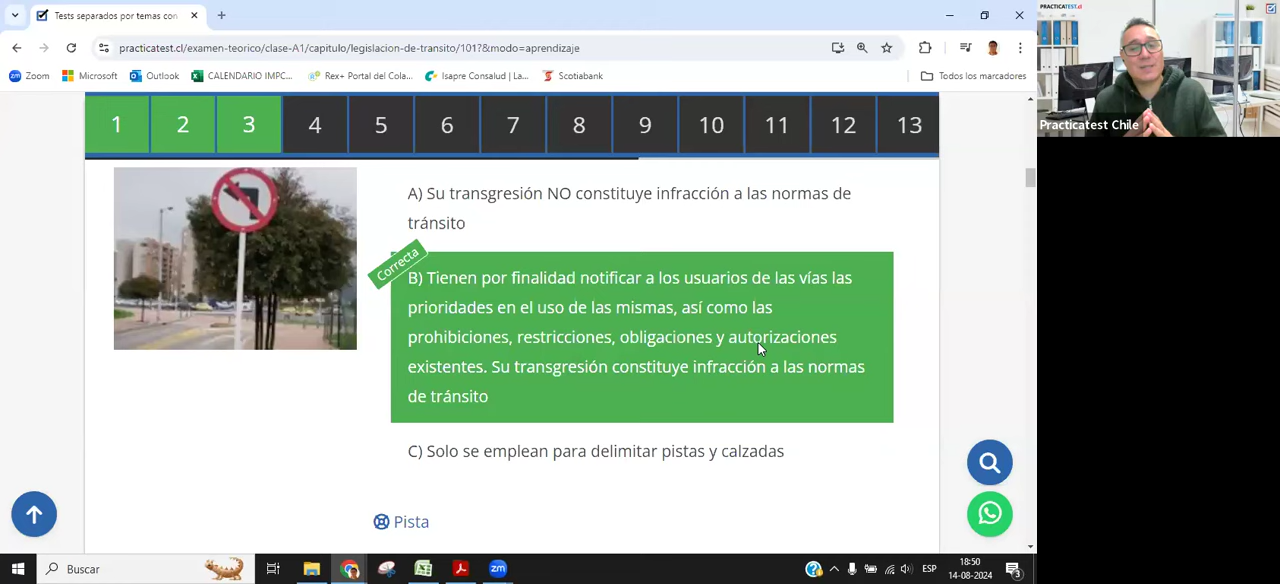 Tests separados por temas con
practicatest.cl/examen-teorico/clase-A1/capitulo/legislacion-de-transito/101?&modo=aprendizaje
Zoom
Microsoft
Outlook
CALENDARIO IMPC...
Rex+ Portal del Cola...
Isapre Consalud | La...
Scotiabank
Todos los marcadores
PRACTICATEST.cl
Practicatest Chile
1 2 3 4 5 6 7 8 9 10 11 12 13
A) Su transgresión NO constituye infracción a las normas de
tránsito
Correcta
B) Tienen por finalidad notificar a los usuarios de las vías las
prioridades en el uso de las mismas, así como las
prohibiciones, restricciones, obligaciones y autorizaciones
existentes. Su transgresión constituye infracción a las normas
de tránsito
C) Solo se emplean para delimitar pistas y calzadas
Pista
Buscar
ESP
18:50
14-08-2024
3